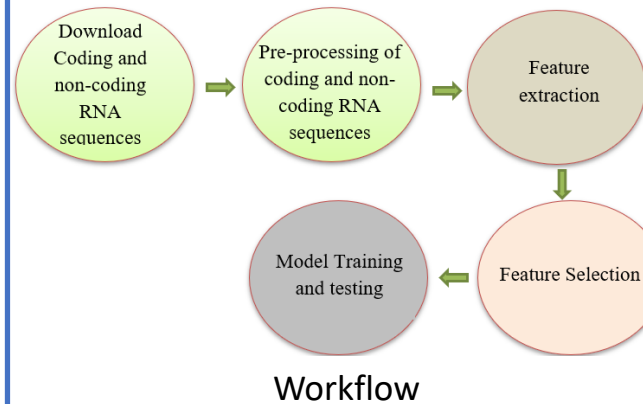 Download
Coding and
non-coding
RNA
sequences
Pre-processing of
coding and non-
coding RNA
sequences
Feature
extraction
Model Training
and testing
Feature Selection
Workflow